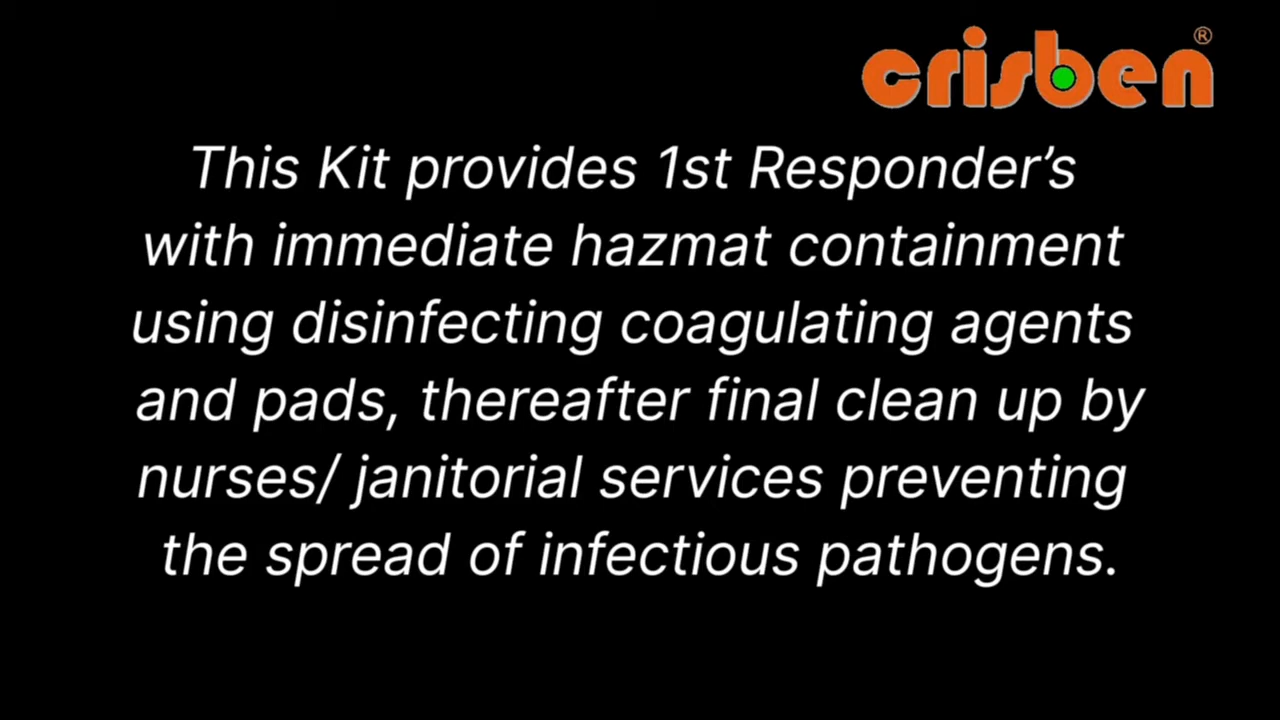 crisben®
This Kit provides 1st Responder’s
with immediate hazmat containment
using disinfecting coagulating agents
and pads, thereafter final clean up by
nurses/ janitorial services preventing
the spread of infectious pathogens.